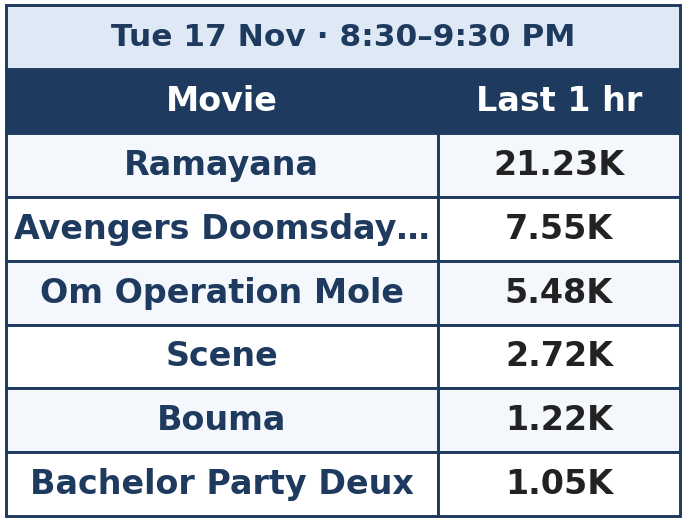 Tue 17 Nov · 8:30–9:30 PM
Movie Last 1 hr
Ramayana 21.23K
Avengers Doomsday... 7.55K
Om Operation Mole 5.48K
Scene 2.72K
Bouma 1.22K
Bachelor Party Deux 1.05K